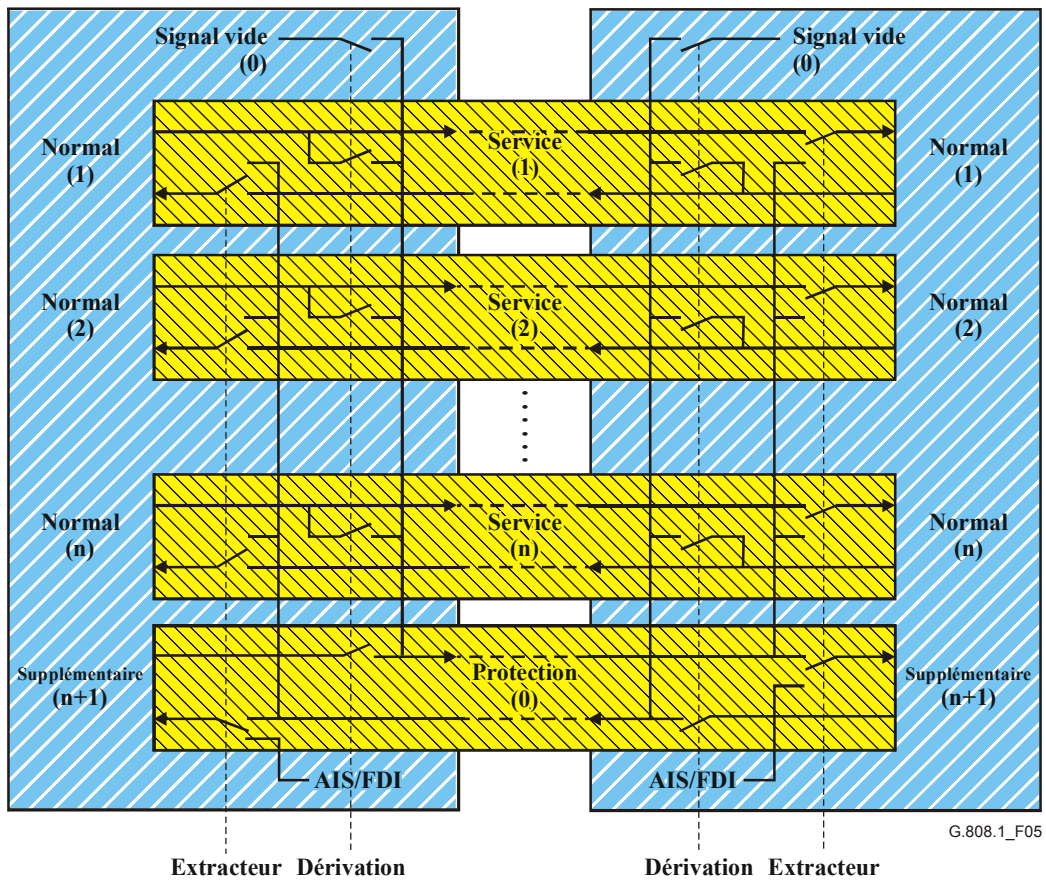 Signal vide
(0)
Signal vide
(0)
Normal
(1)
Service
(1)
Normal
(1)
Normal
(2)
Service
(2)
Normal
(2)
Normal
(n)
Service
(n)
Normal
(n)
Supplémentaire
(n+1)
Protection
(0)
Supplémentaire
(n+1)
AIS/FDI
AIS/FDI
G.808.1_F05
Extracteur Dérivation
Dérivation Extracteur